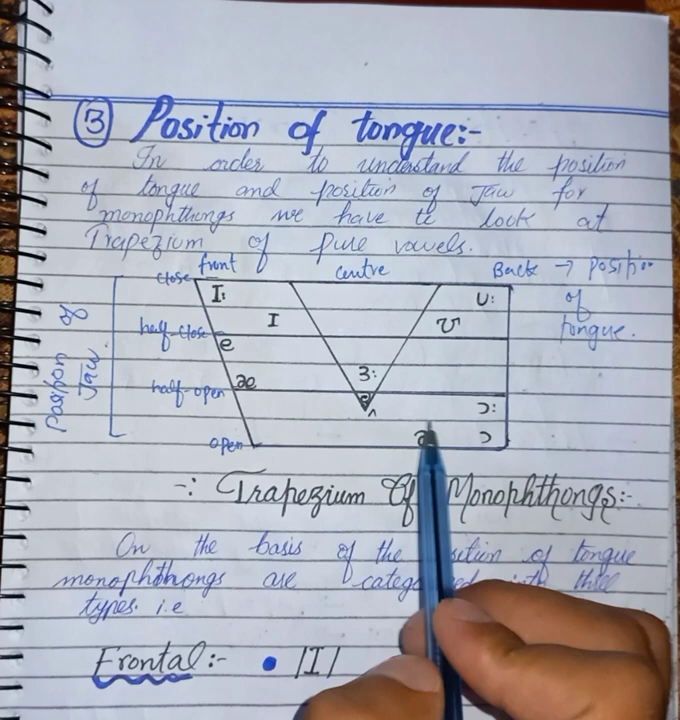 3 Position of tongue:-
In order to understand the position
of tongue and position of Jaw for
monophthongs we have to look at
Trapezium of pure vowels.
front centre Back → position
of
tongue.
Position of
Jaw.
close
half-close
half-open
open
I: U:
I ʊ
e
æ 3:
ə
ʌ ɔ:
ɔ
-: Trapezium Of Monophthongs:-
On the basis of the of tongue
monophthongs are three
types. i.e
Frontal:- • /I/